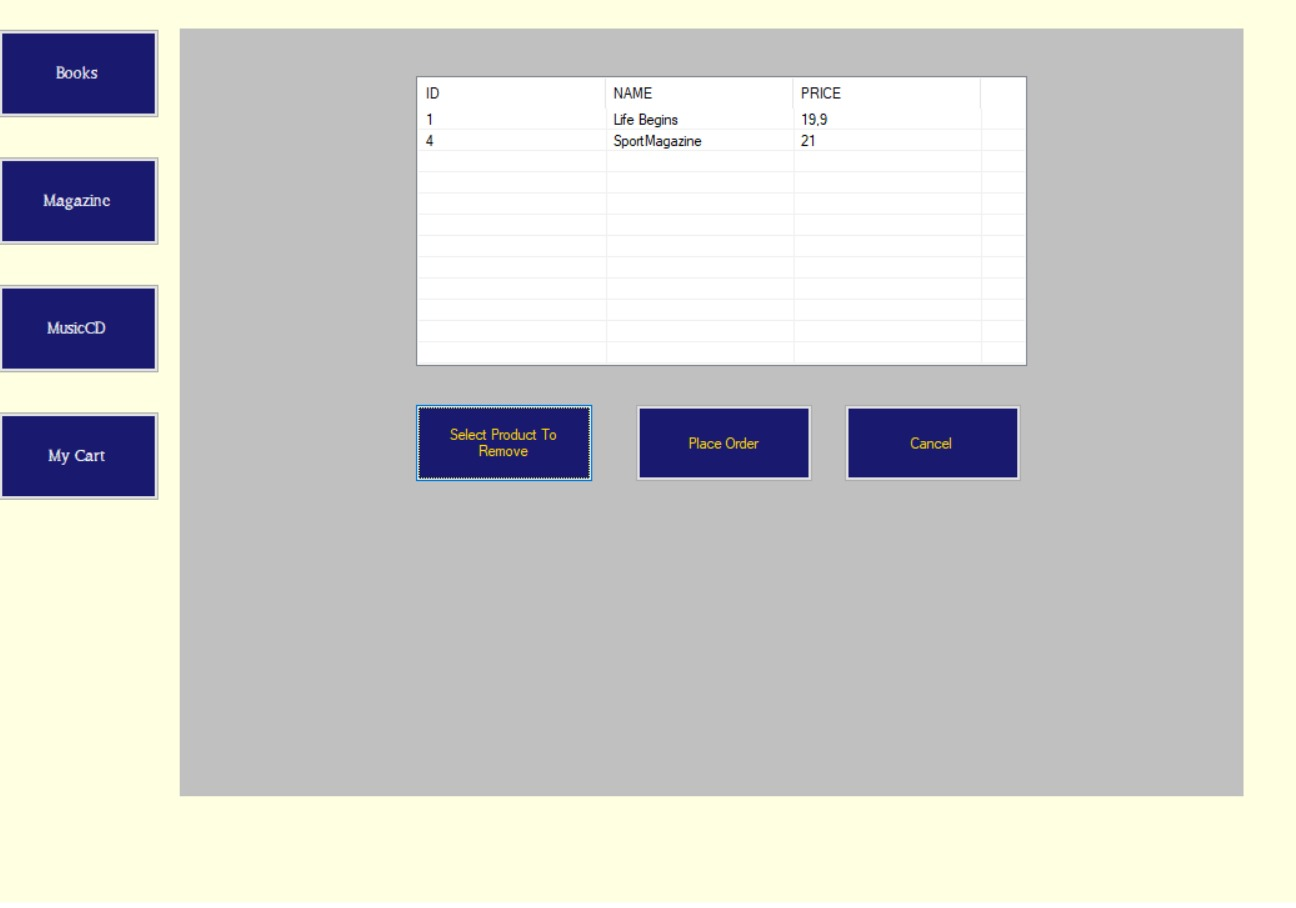 Books
Magazine
MusicCD
My Cart
ID NAME PRICE
1 Life Begins 19,9
4 SportMagazine 21
Select Product To
Remove
Place Order
Cancel